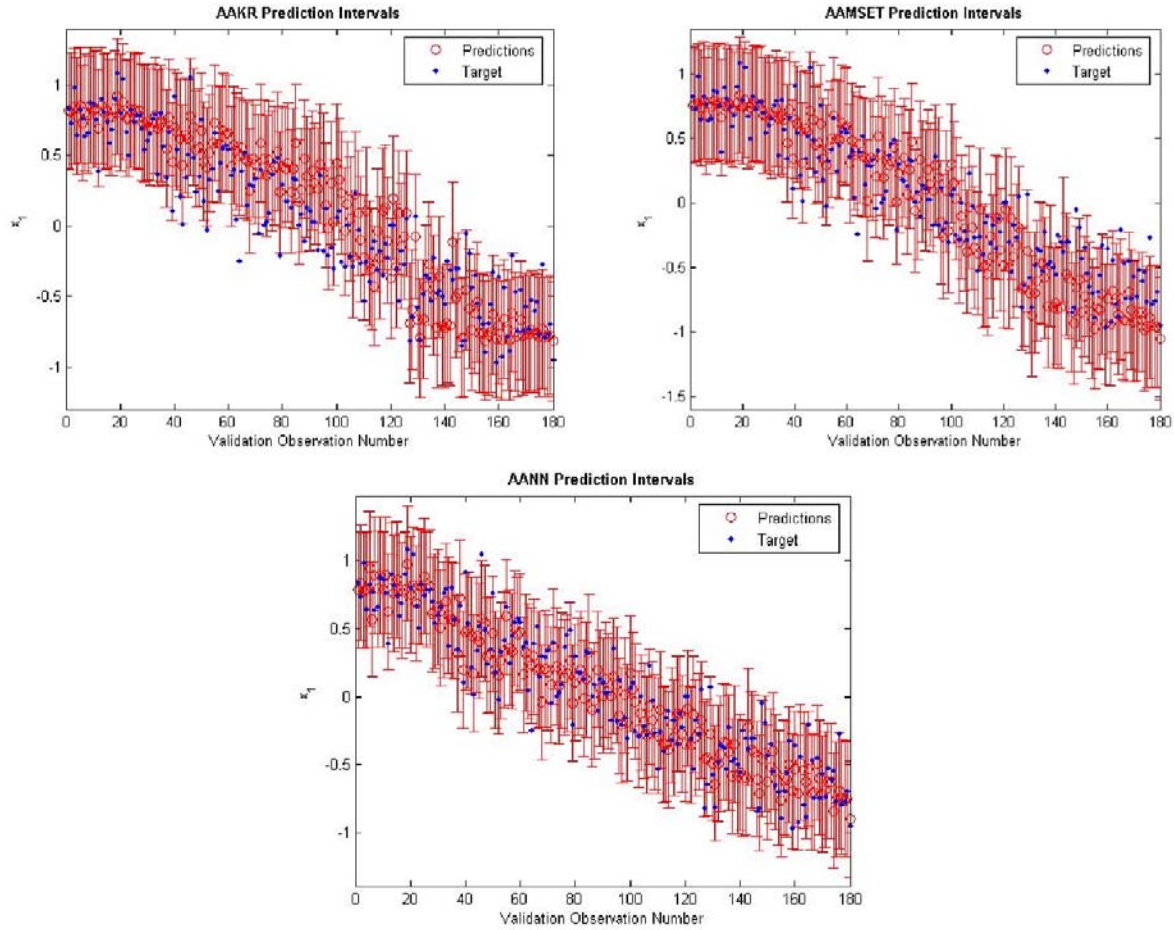 AAKR Prediction Intervals
Predictions
Target
1
0.5
0
-0.5
-1
x1
0 20 40 60 80 100 120 140 160 180
Validation Observation Number
AAMSET Prediction Intervals
Predictions
Target
1
0.5
0
-0.5
-1
-1.5
x1
0 20 40 60 80 100 120 140 160 180
Validation Observation Number
AANN Prediction Intervals
Predictions
Target
1
0.5
0
-0.5
-1
x1
0 20 40 60 80 100 120 140 160 180
Validation Observation Number